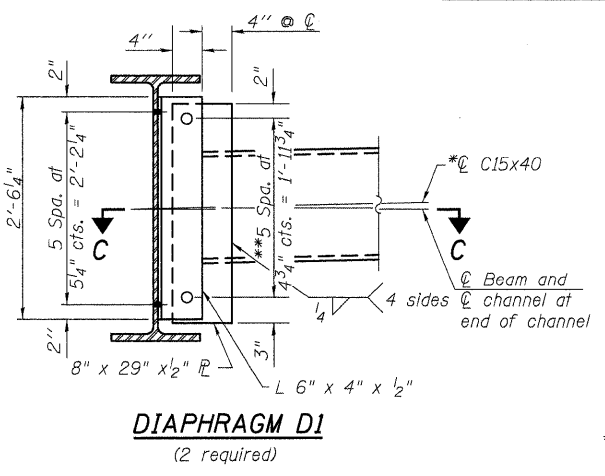 4" @ ℄
4"
2"
2"
2'-6¼"
5 Spa. at
5¼" cts. = 2'-2¼"
**5 Spa. at
4¾" cts. = 1'-11¾"
*℄ C15x40
C
C
℄ Beam and
℄ channel at
end of channel
¼
4 sides
2"
3"
8" x 29" x½" ℙL
L 6" x 4" x ½"
DIAPHRAGM D1
(2 required)
*